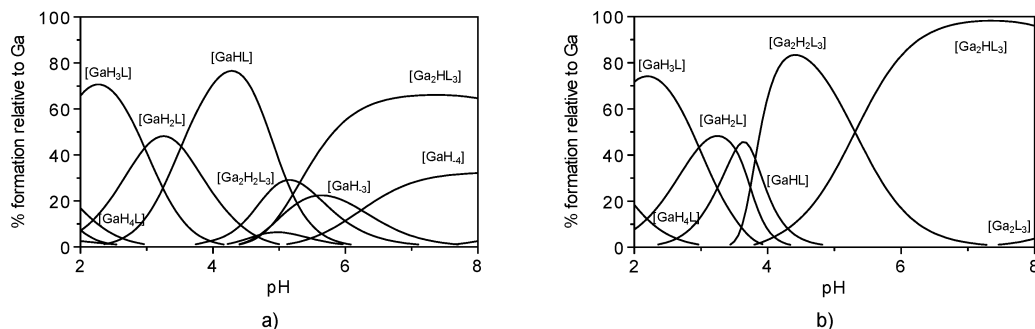 % formation relative to Ga
100
80
60
40
20
0
[GaH₃L]
[GaH₂L]
[GaHL]
[Ga₂HL₃]
[GaH₋₄]
[Ga₂H₂L₃]
[GaH₋₃]
[GaH₄L]
2 4 6 8
pH
a)
% formation relative to Ga
100
80
60
40
20
0
[Ga₂H₂L₃]
[Ga₂HL₃]
[GaH₃L]
[GaH₂L]
[GaHL]
[GaH₄L]
[Ga₂L₃]
2 4 6 8
pH
b)